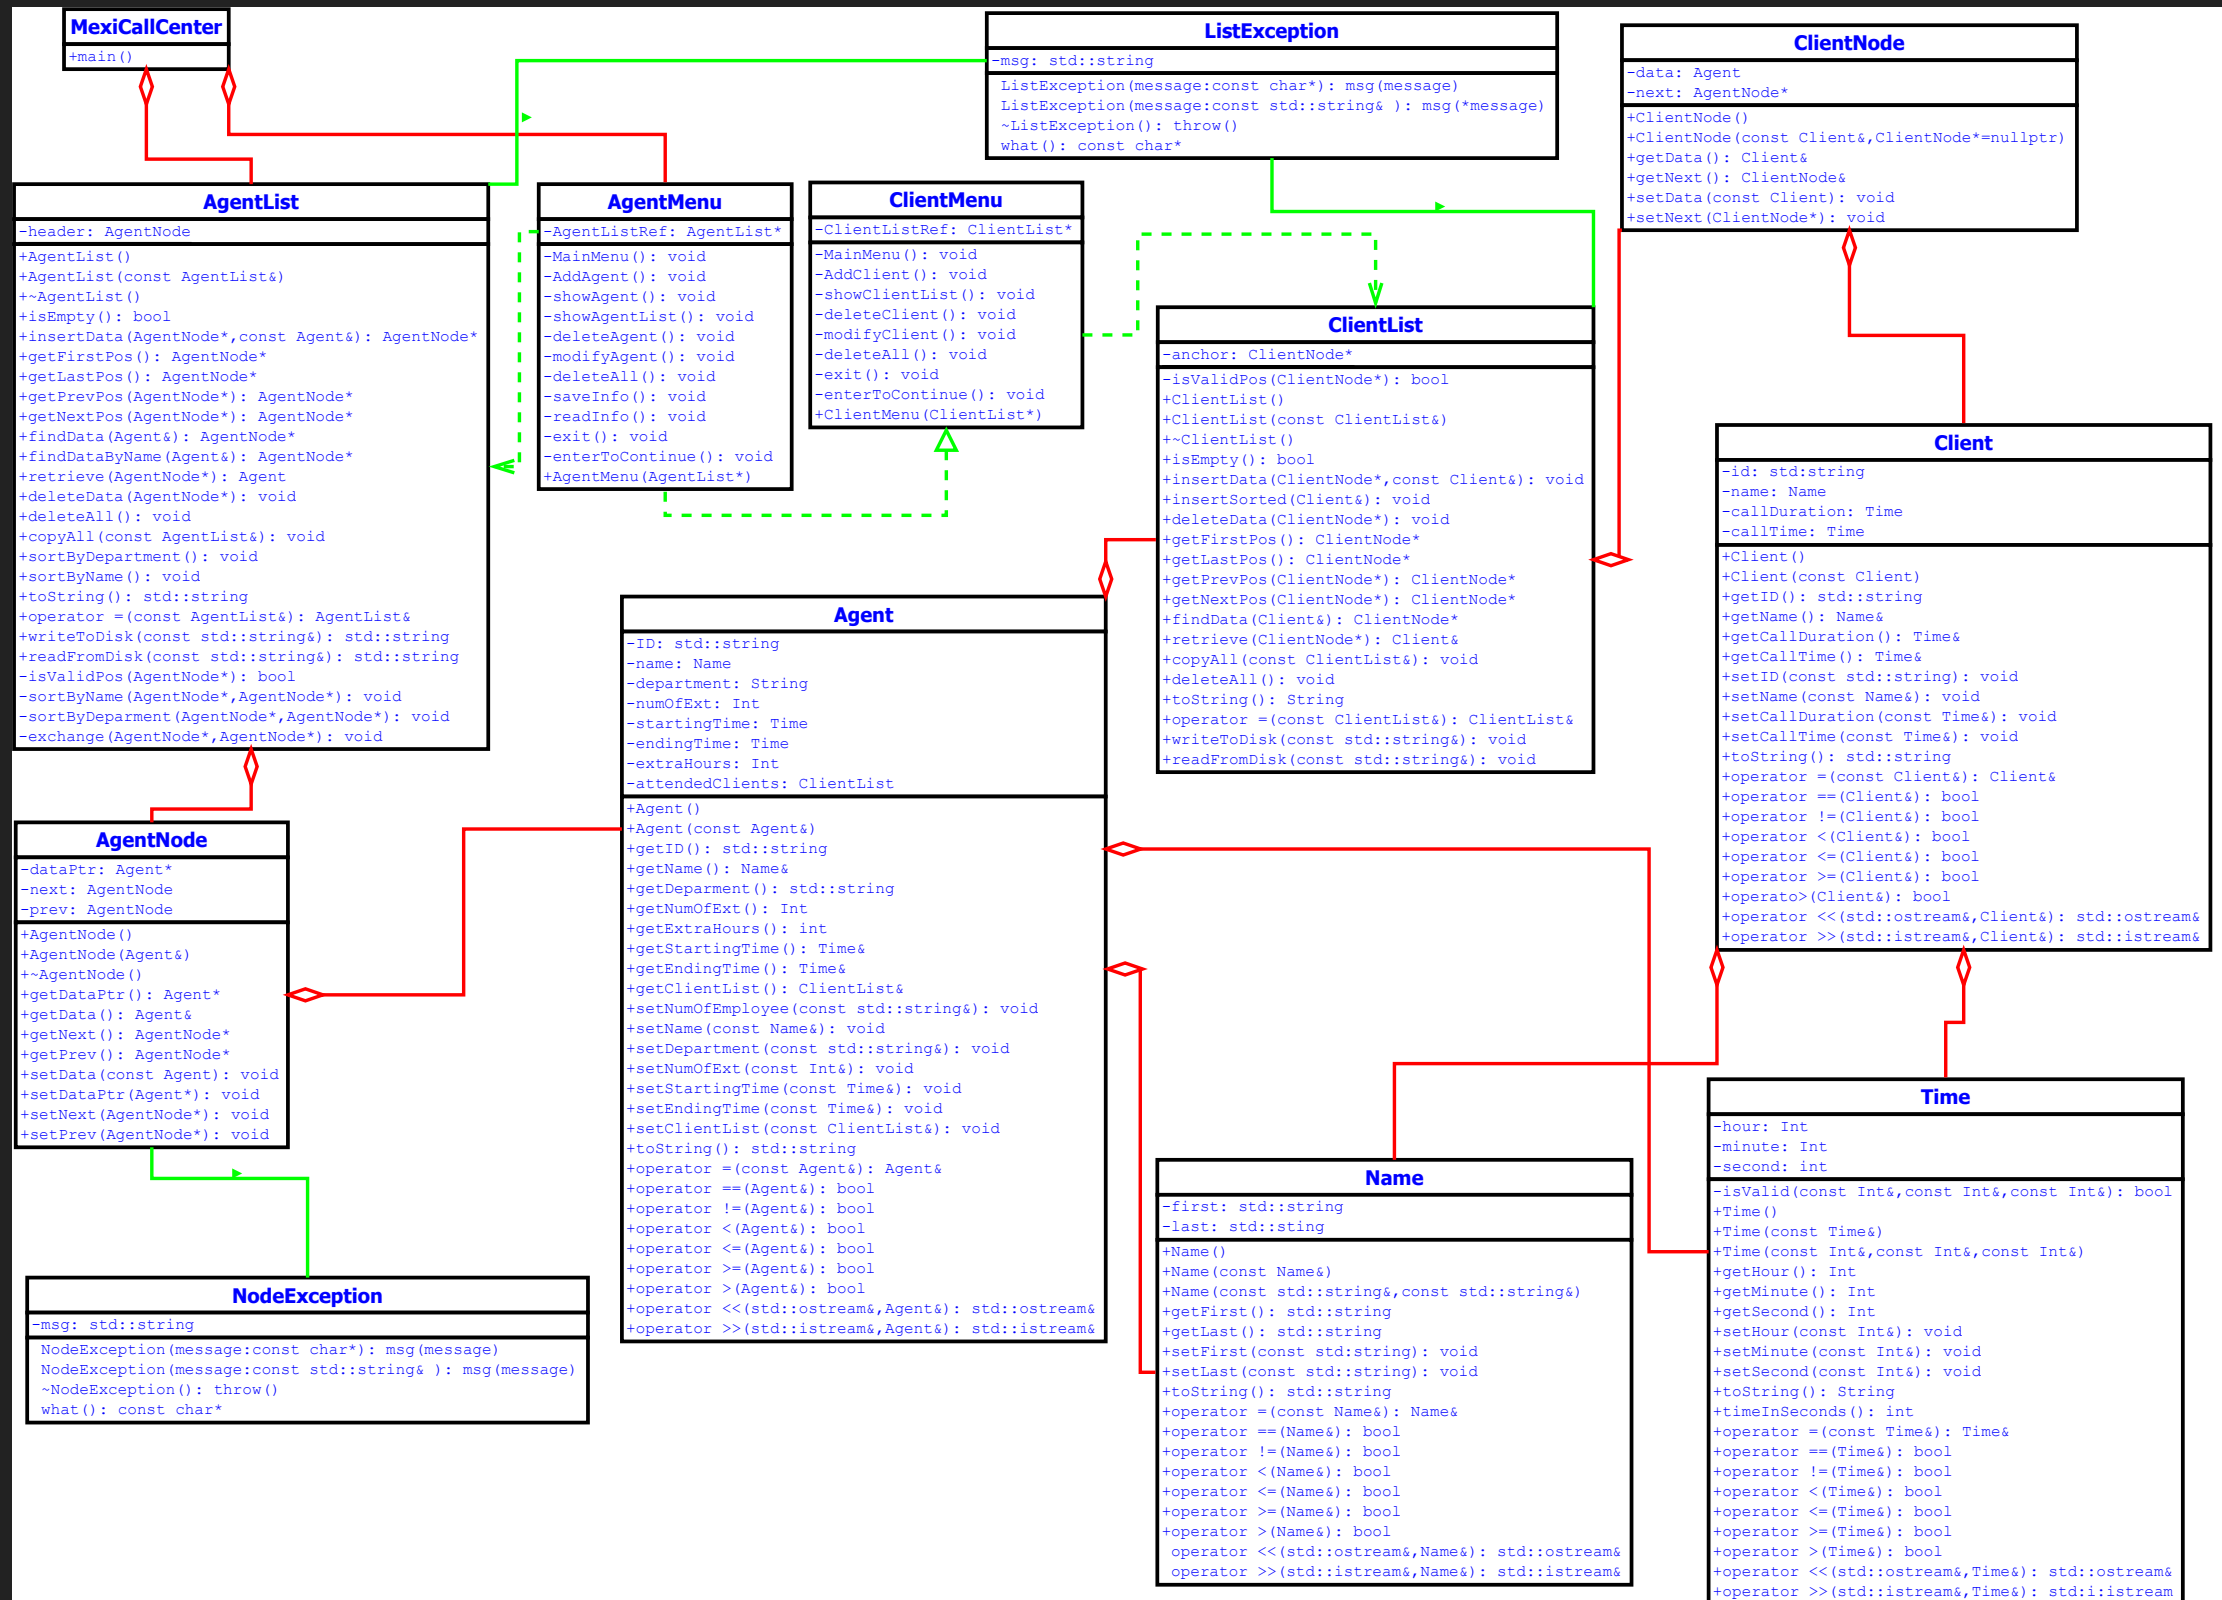 MexiCallCenter
+main()
ListException
-msg: std::string
ListException(message:const char*): msg(message)
ListException(message:const std::string& ): msg(*message)
~ListException(): throw()
what(): const char*
ClientNode
-data: Agent
-next: AgentNode*
+ClientNode()
+ClientNode(const Client&,ClientNode*=nullptr)
+getData(): Client&
+getNext(): ClientNode&
+setData(const Client): void
+setNext(ClientNode*): void
AgentList
-header: AgentNode
+AgentList()
+AgentList(const AgentList&)
+~AgentList()
+isEmpty(): bool
+insertData(AgentNode*,const Agent&): AgentNode*
+getFirstPos(): AgentNode*
+getLastPos(): AgentNode*
+getPrevPos(AgentNode*): AgentNode*
+getNextPos(AgentNode*): AgentNode*
+findData(Agent&): AgentNode*
+findDataByName(Agent&): AgentNode*
+retrieve(AgentNode*): Agent
+deleteData(AgentNode*): void
+deleteAll(): void
+copyAll(const AgentList&): void
+sortByDepartment(): void
+sortByName(): void
+toString(): std::string
+operator =(const AgentList&): AgentList&
+writeToDisk(const std::string&): std::string
+readFromDisk(const std::string&): std::string
-isValidPos(AgentNode*): bool
-sortByName(AgentNode*,AgentNode*): void
-sortByDeparment(AgentNode*,AgentNode*): void
-exchange(AgentNode*,AgentNode*): void
AgentMenu
-AgentListRef: AgentList*
-MainMenu(): void
-AddAgent(): void
-showAgent(): void
-showAgentList(): void
-deleteAgent(): void
-modifyAgent(): void
-deleteAll(): void
-saveInfo(): void
-readInfo(): void
-exit(): void
-enterToContinue(): void
+AgentMenu(AgentList*)
ClientMenu
-ClientListRef: ClientList*
-MainMenu(): void
-AddClient(): void
-showClientList(): void
-deleteClient(): void
-modifyClient(): void
-deleteAll(): void
-exit(): void
-enterToContinue(): void
+ClientMenu(ClientList*)
ClientList
-anchor: ClientNode*
-isValidPos(ClientNode*): bool
+ClientList()
+ClientList(const ClientList&)
+~ClientList()
+isEmpty(): bool
+insertData(ClientNode*,const Client&): void
+insertSorted(Client&): void
+deleteData(ClientNode*): void
+getFirstPos(): ClientNode*
+getLastPos(): ClientNode*
+getPrevPos(ClientNode*): ClientNode*
+getNextPos(ClientNode*): ClientNode*
+findData(Client&): ClientNode*
+retrieve(ClientNode*): Client&
+copyAll(const ClientList&): void
+deleteAll(): void
+toString(): String
+operator =(const ClientList&): ClientList&
+writeToDisk(const std::string&): void
+readFromDisk(const std::string&): void
Client
-id: std:string
-name: Name
-callDuration: Time
-callTime: Time
+Client()
+Client(const Client)
+getID(): std::string
+getName(): Name&
+getCallDuration(): Time&
+getCallTime(): Time&
+setID(const std::string): void
+setName(const Name&): void
+setCallDuration(const Time&): void
+setCallTime(const Time&): void
+toString(): std::string
+operator =(const Client&): Client&
+operator ==(Client&): bool
+operator !=(Client&): bool
+operator <(Client&): bool
+operator <=(Client&): bool
+operator >=(Client&): bool
+operato>(Client&): bool
+operator <<(std::ostream&,Client&): std::ostream&
+operator >>(std::istream&,Client&): std::istream&
Agent
-ID: std::string
-name: Name
-department: String
-numOfExt: Int
-startingTime: Time
-endingTime: Time
-extraHours: Int
-attendedClients: ClientList
+Agent()
+Agent(const Agent&)
+getID(): std::string
+getName(): Name&
+getDeparment(): std::string
+getNumOfExt(): Int
+getExtraHours(): int
+getStartingTime(): Time&
+getEndingTime(): Time&
+getClientList(): ClientList&
+setNumOfEmployee(const std::string&): void
+setName(const Name&): void
+setDepartment(const std::string&): void
+setNumOfExt(const Int&): void
+setStartingTime(const Time&): void
+setEndingTime(const Time&): void
+setClientList(const ClientList&): void
+toString(): std::string
+operator =(const Agent&): Agent&
+operator ==(Agent&): bool
+operator !=(Agent&): bool
+operator <(Agent&): bool
+operator <=(Agent&): bool
+operator >=(Agent&): bool
+operator >(Agent&): bool
+operator <<(std::ostream&,Agent&): std::ostream&
+operator >>(std::istream&,Agent&): std::istream&
AgentNode
-dataPtr: Agent*
-next: AgentNode
-prev: AgentNode
+AgentNode()
+AgentNode(Agent&)
+~AgentNode()
+getDataPtr(): Agent*
+getData(): Agent&
+getNext(): AgentNode*
+getPrev(): AgentNode*
+setData(const Agent): void
+setDataPtr(Agent*): void
+setNext(AgentNode*): void
+setPrev(AgentNode*): void
NodeException
-msg: std::string
NodeException(message:const char*): msg(message)
NodeException(message:const std::string& ): msg(message)
~NodeException(): throw()
what(): const char*
Name
-first: std::string
-last: std::sting
+Name()
+Name(const Name&)
+Name(const std::string&,const std::string&)
+getFirst(): std::string
+getLast(): std::string
+setFirst(const std:string): void
+setLast(const std::string): void
+toString(): std::string
+operator =(const Name&): Name&
+operator ==(Name&): bool
+operator !=(Name&): bool
+operator <(Name&): bool
+operator <=(Name&): bool
+operator >=(Name&): bool
+operator >(Name&): bool
operator <<(std::ostream&,Name&): std::ostream&
operator >>(std::istream&,Name&): std::istream&
Time
-hour: Int
-minute: Int
-second: int
-isValid(const Int&,const Int&,const Int&): bool
+Time()
+Time(const Time&)
+Time(const Int&,const Int&,const Int&)
+getHour(): Int
+getMinute(): Int
+getSecond(): Int
+setHour(const Int&): void
+setMinute(const Int&): void
+setSecond(const Int&): void
+toString(): String
+timeInSeconds(): int
+operator =(const Time&): Time&
+operator ==(Time&): bool
+operator !=(Time&): bool
+operator <(Time&): bool
+operator <=(Time&): bool
+operator >=(Time&): bool
+operator >(Time&): bool
+operator <<(std::ostream&,Time&): std::ostream&
+operator >>(std::istream&,Time&): std:i:istream